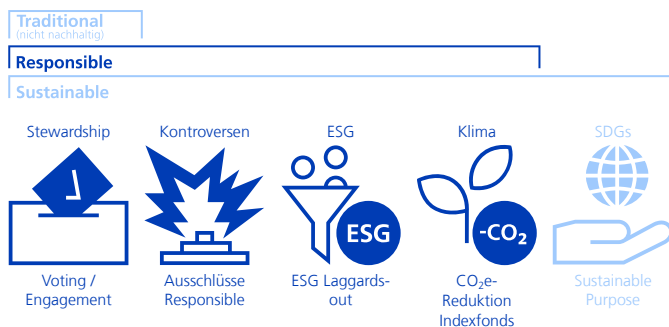 Traditional
(nicht nachhaltig)
Responsible
Sustainable
Stewardship
Kontroversen
ESG
Klima
SDGs
ESG
-CO₂
Voting /
Engagement
Ausschlüsse
Responsible
ESG Laggards-
out
CO₂e-
Reduktion
Indexfonds
Sustainable
Purpose